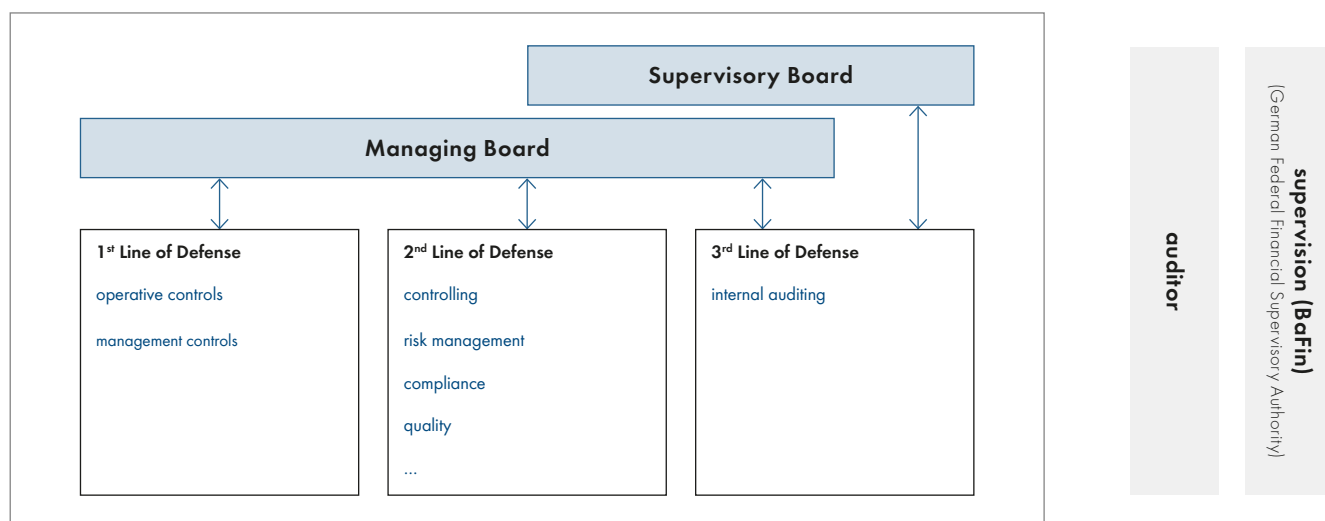 Supervisory Board
Managing Board
1st Line of Defense
operative controls
management controls
2nd Line of Defense
controlling
risk management
compliance
quality
...
3rd Line of Defense
internal auditing
auditor
supervision (BaFin)
(German Federal Financial Supervisory Authority)